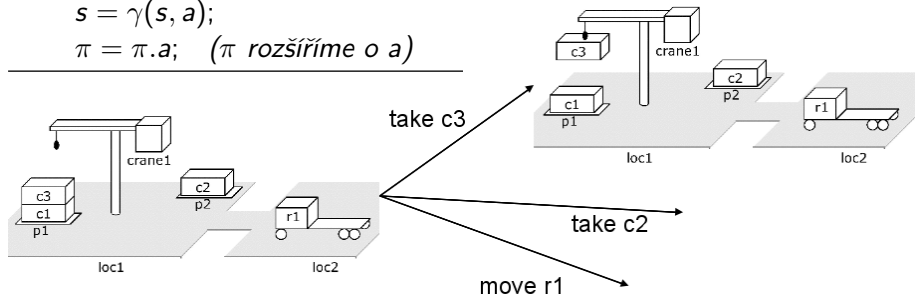 s = γ(s, a);
π = π.a; (π rozšíříme o a)
c3
crane1
c1
p1
c2
p2
r1
loc1
loc2
take c3
crane1
c3
c1
p1
c2
p2
r1
loc1
loc2
take c2
move r1